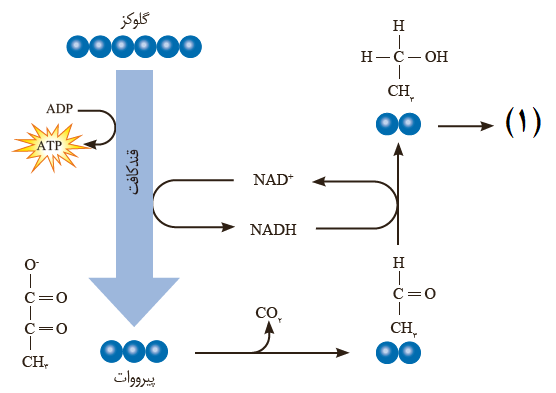 گلوکز
ADP
ATP
قندکافت
NAD⁺
NADH
H
H – C – OH
CH۳
(۱)
O⁻
C = O
C = O
CH۳
پیرووات
CO۲
H
C = O
CH۳